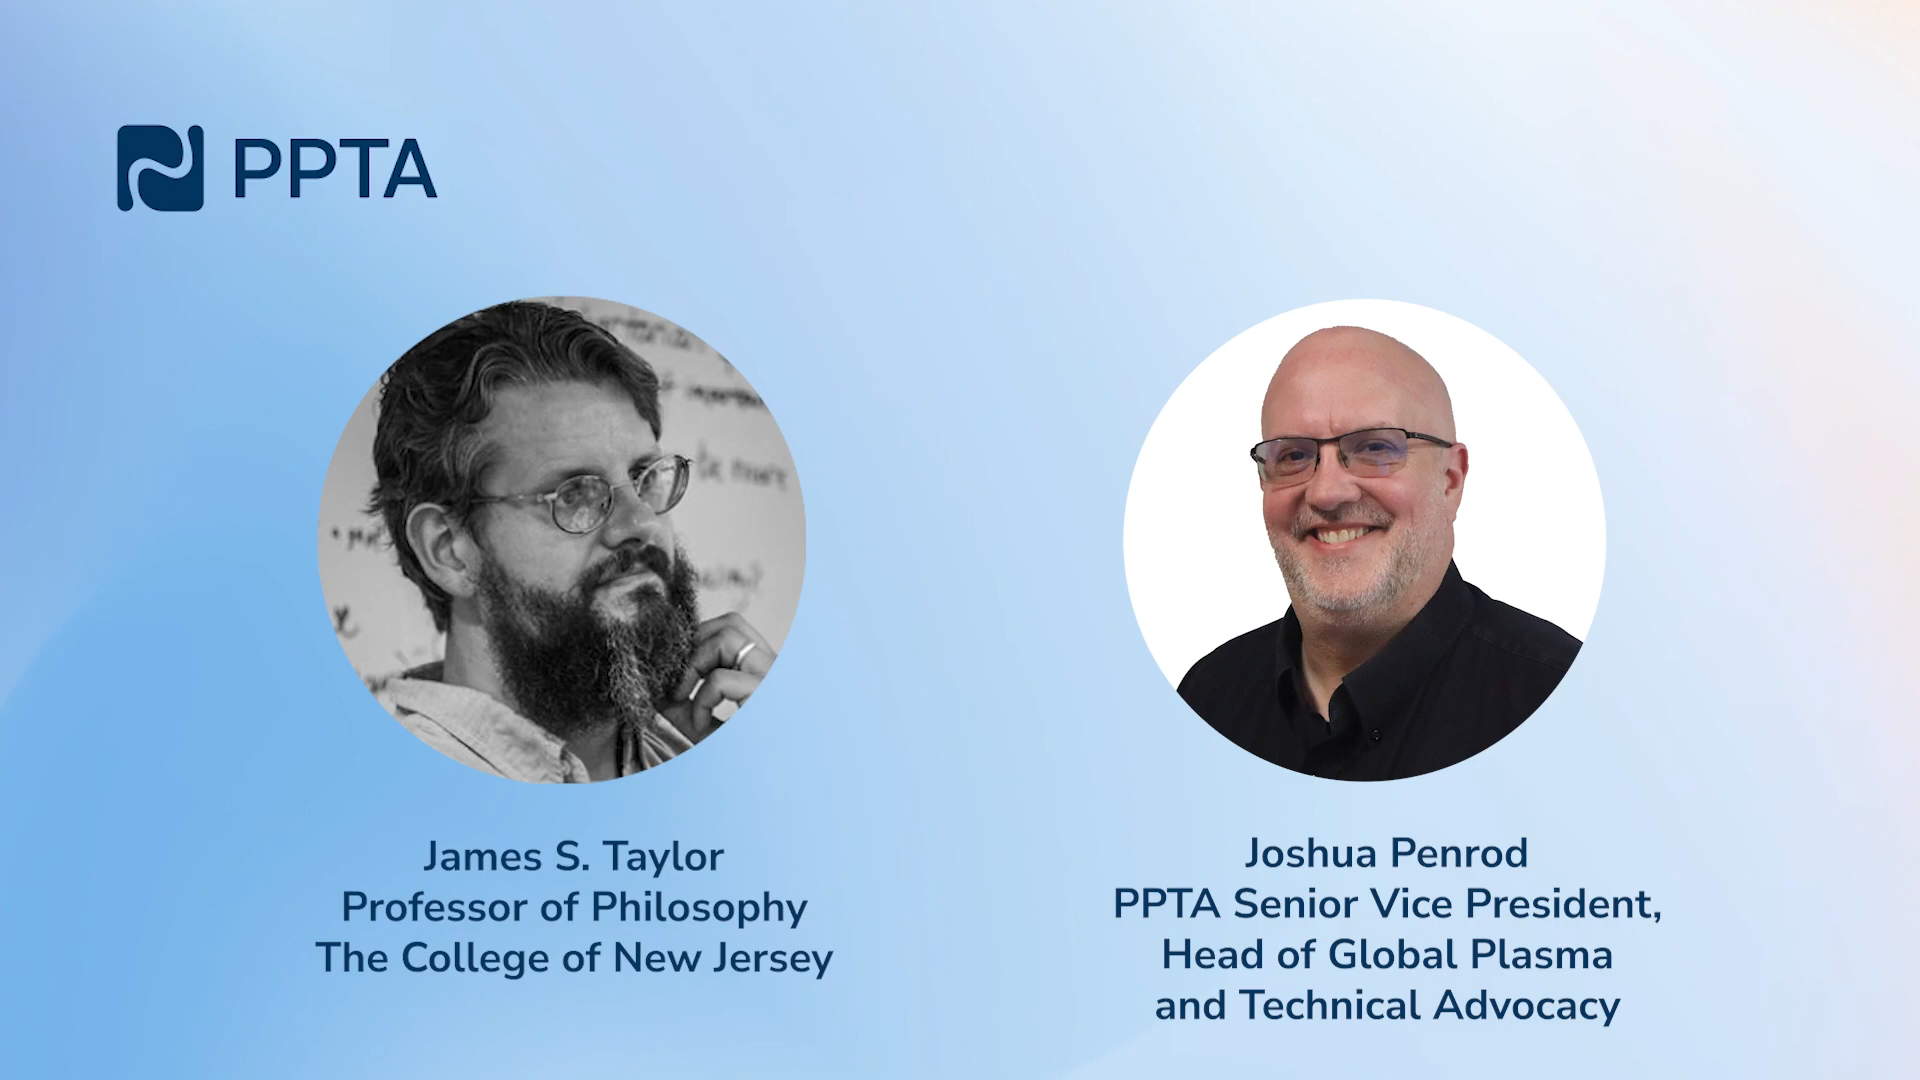 PPTA
James S. Taylor
Professor of Philosophy
The College of New Jersey
Joshua Penrod
PPTA Senior Vice President,
Head of Global Plasma
and Technical Advocacy